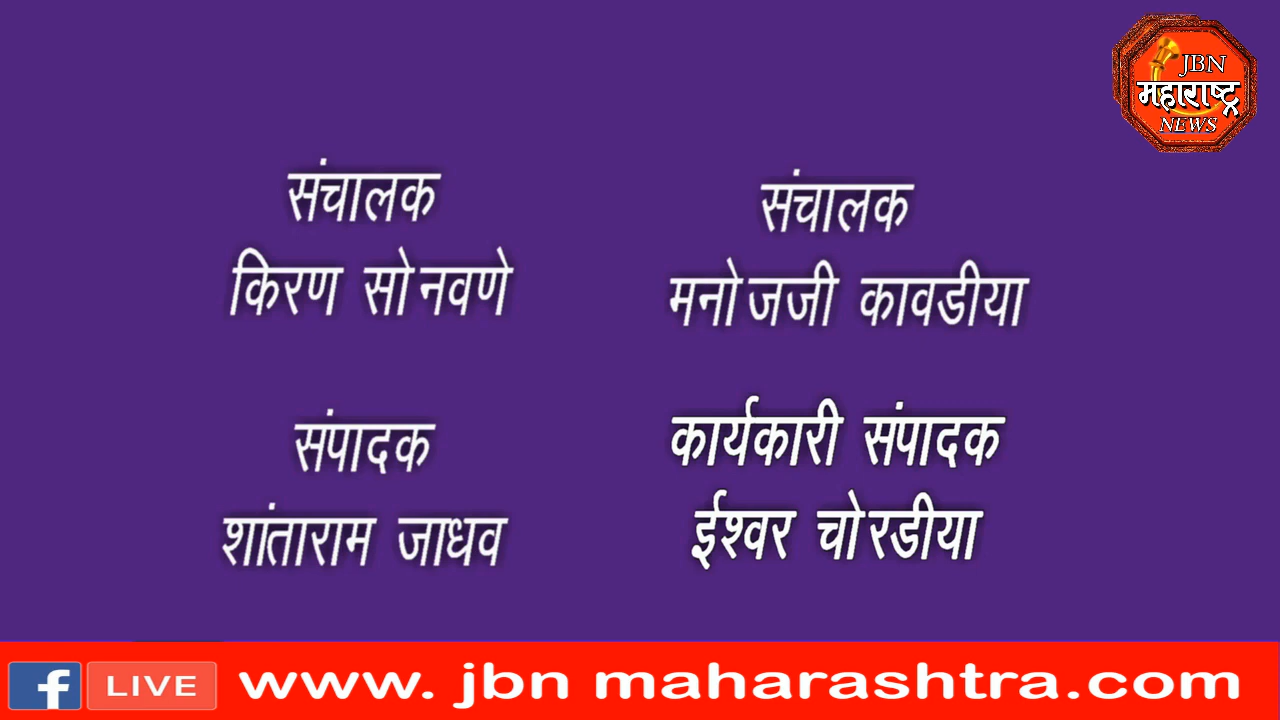 JBN
महाराष्ट्र
NEWS
संचालक
किरण सोनवणे
संचालक
मनोजजी कावडीया
संपादक
शांताराम जाधव
कार्यकारी संपादक
ईश्वर चोरडीया
f LIVE www. jbn maharashtra.com